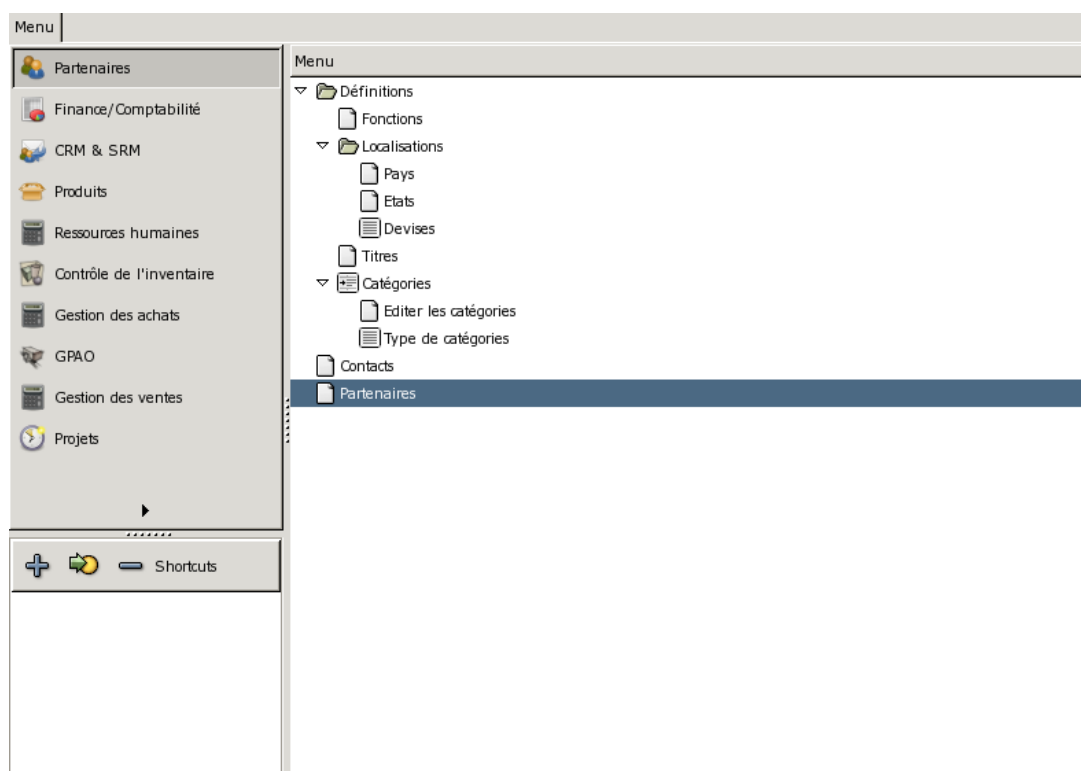 Menu
Partenaires
Finance/Comptabilité
CRM & SRM
Produits
Ressources humaines
Contrôle de l'inventaire
Gestion des achats
GPAO
Gestion des ventes
Projets
Shortcuts
Menu
Définitions
Fonctions
Localisations
Pays
Etats
Devises
Titres
Catégories
Editer les catégories
Type de catégories
Contacts
Partenaires